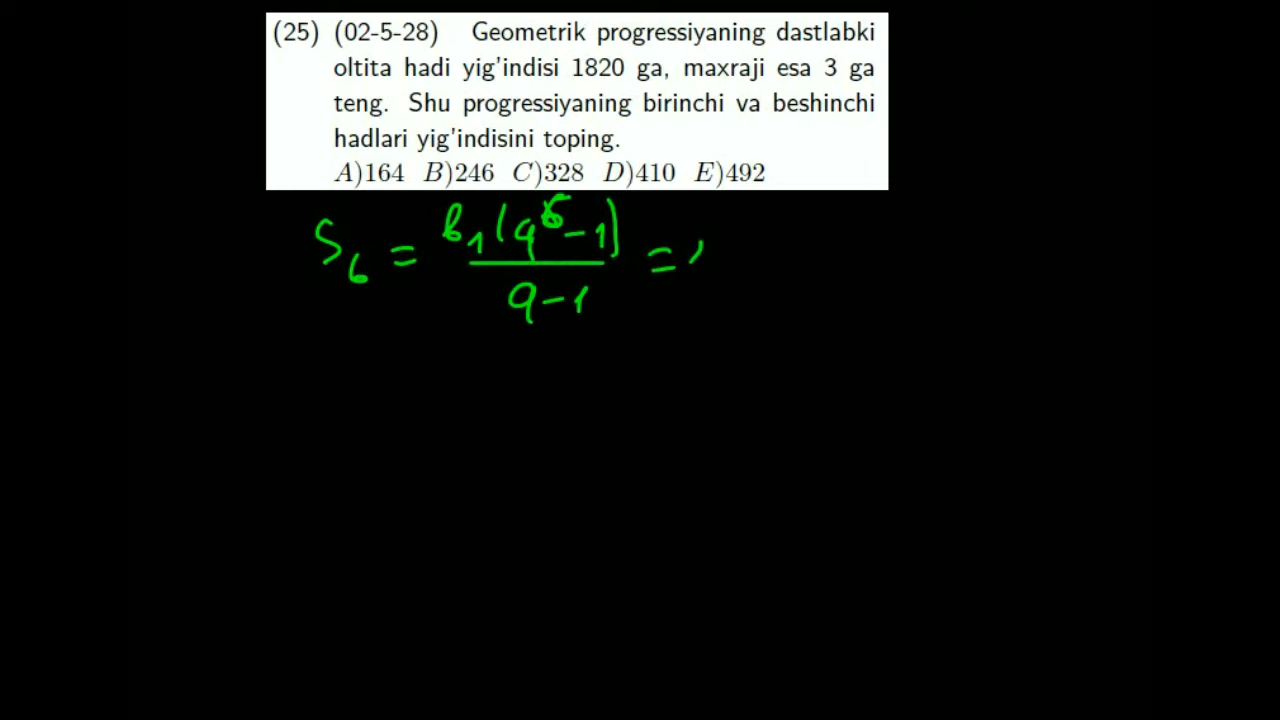 (25) (02-5-28) Geometrik progressiyaning dastlabki
oltita hadi yig'indisi 1820 ga, maxraji esa 3 ga
teng. Shu progressiyaning birinchi va beshinchi
hadlari yig'indisini toping.
A)164 B)246 C)328 D)410 E)492
S₆ = b₁(q⁶-1)/(q-1) =